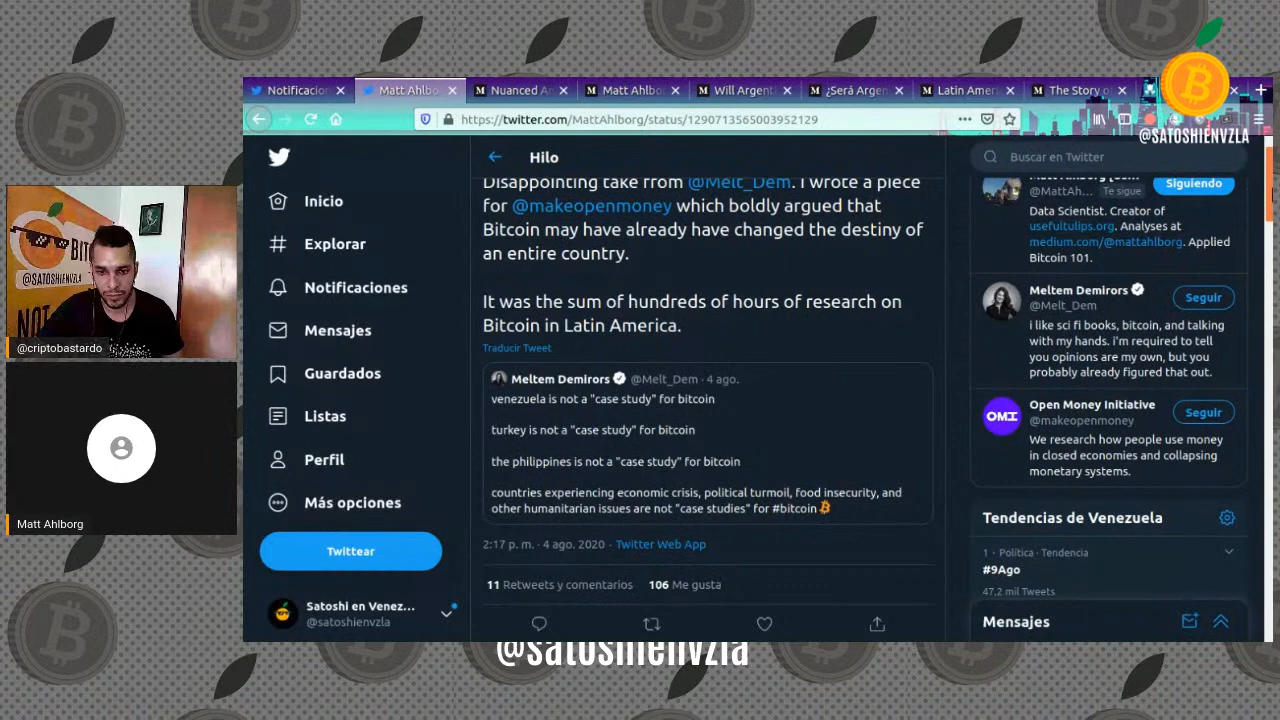 Notificacion
Matt Ahlbo
Nuanced An
Matt Ahlbo
Will Argent
¿Será Argen
Latin Ameri
The Story of
https://twitter.com/MattAhlborg/status/1290713565003952129
@SATOSHIENVZLA
Hilo
Buscar en Twitter
Inicio
Explorar
Notificaciones
Mensajes
Guardados
Listas
Perfil
Más opciones
Twittear
Satoshi en Venez...
@satoshienvzla
Disappointing take from @Melt_Dem. I wrote a piece
for @makeopenmoney which boldly argued that
Bitcoin may have already have changed the destiny of
an entire country.
It was the sum of hundreds of hours of research on
Bitcoin in Latin America.
Traducir Tweet
Meltem Demirors @Melt_Dem · 4 ago.
venezuela is not a "case study" for bitcoin
turkey is not a "case study" for bitcoin
the philippines is not a "case study" for bitcoin
countries experiencing economic crisis, political turmoil, food insecurity, and
other humanitarian issues are not "case studies" for #bitcoin
2:17 p. m. · 4 ago. 2020 · Twitter Web App
11 Retweets y comentarios 106 Me gusta
@MattAh... Te sigue
Siguiendo
Data Scientist. Creator of
usefultulips.org. Analyses at
medium.com/@mattahlborg. Applied
Bitcoin 101.
Meltem Demirors
@Melt_Dem
Seguir
i like sci fi books, bitcoin, and talking
with my hands. i'm required to tell
you opinions are my own, but you
probably already figured that out.
OMI
Open Money Initiative
@makeopenmoney
Seguir
We research how people use money
in closed economies and collapsing
monetary systems.
Tendencias de Venezuela
1 · Política · Tendencia
#9Ago
47,2 mil Tweets
Mensajes
BIT
@SATOSHIENVZLA
NOT
@criptobastardo
Matt Ahlborg
@satoshienvzla